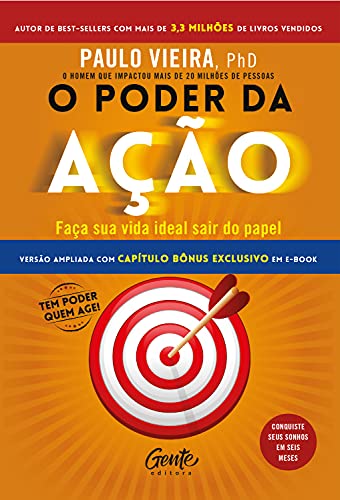 AUTOR DE BEST-SELLERS COM MAIS DE 3,3 MILHÕES DE LIVROS VENDIDOS
PAULO VIEIRA, PhD
O HOMEM QUE IMPACTOU MAIS DE 20 MILHÕES DE PESSOAS
O PODER DA
AÇÃO
Faça sua vida ideal sair do papel
VERSÃO AMPLIADA COM CAPÍTULO BÔNUS EXCLUSIVO EM E-BOOK
TEM PODER
QUEM AGE!
CONQUISTE
SEUS SONHOS
EM SEIS
MESES
Gente
editora